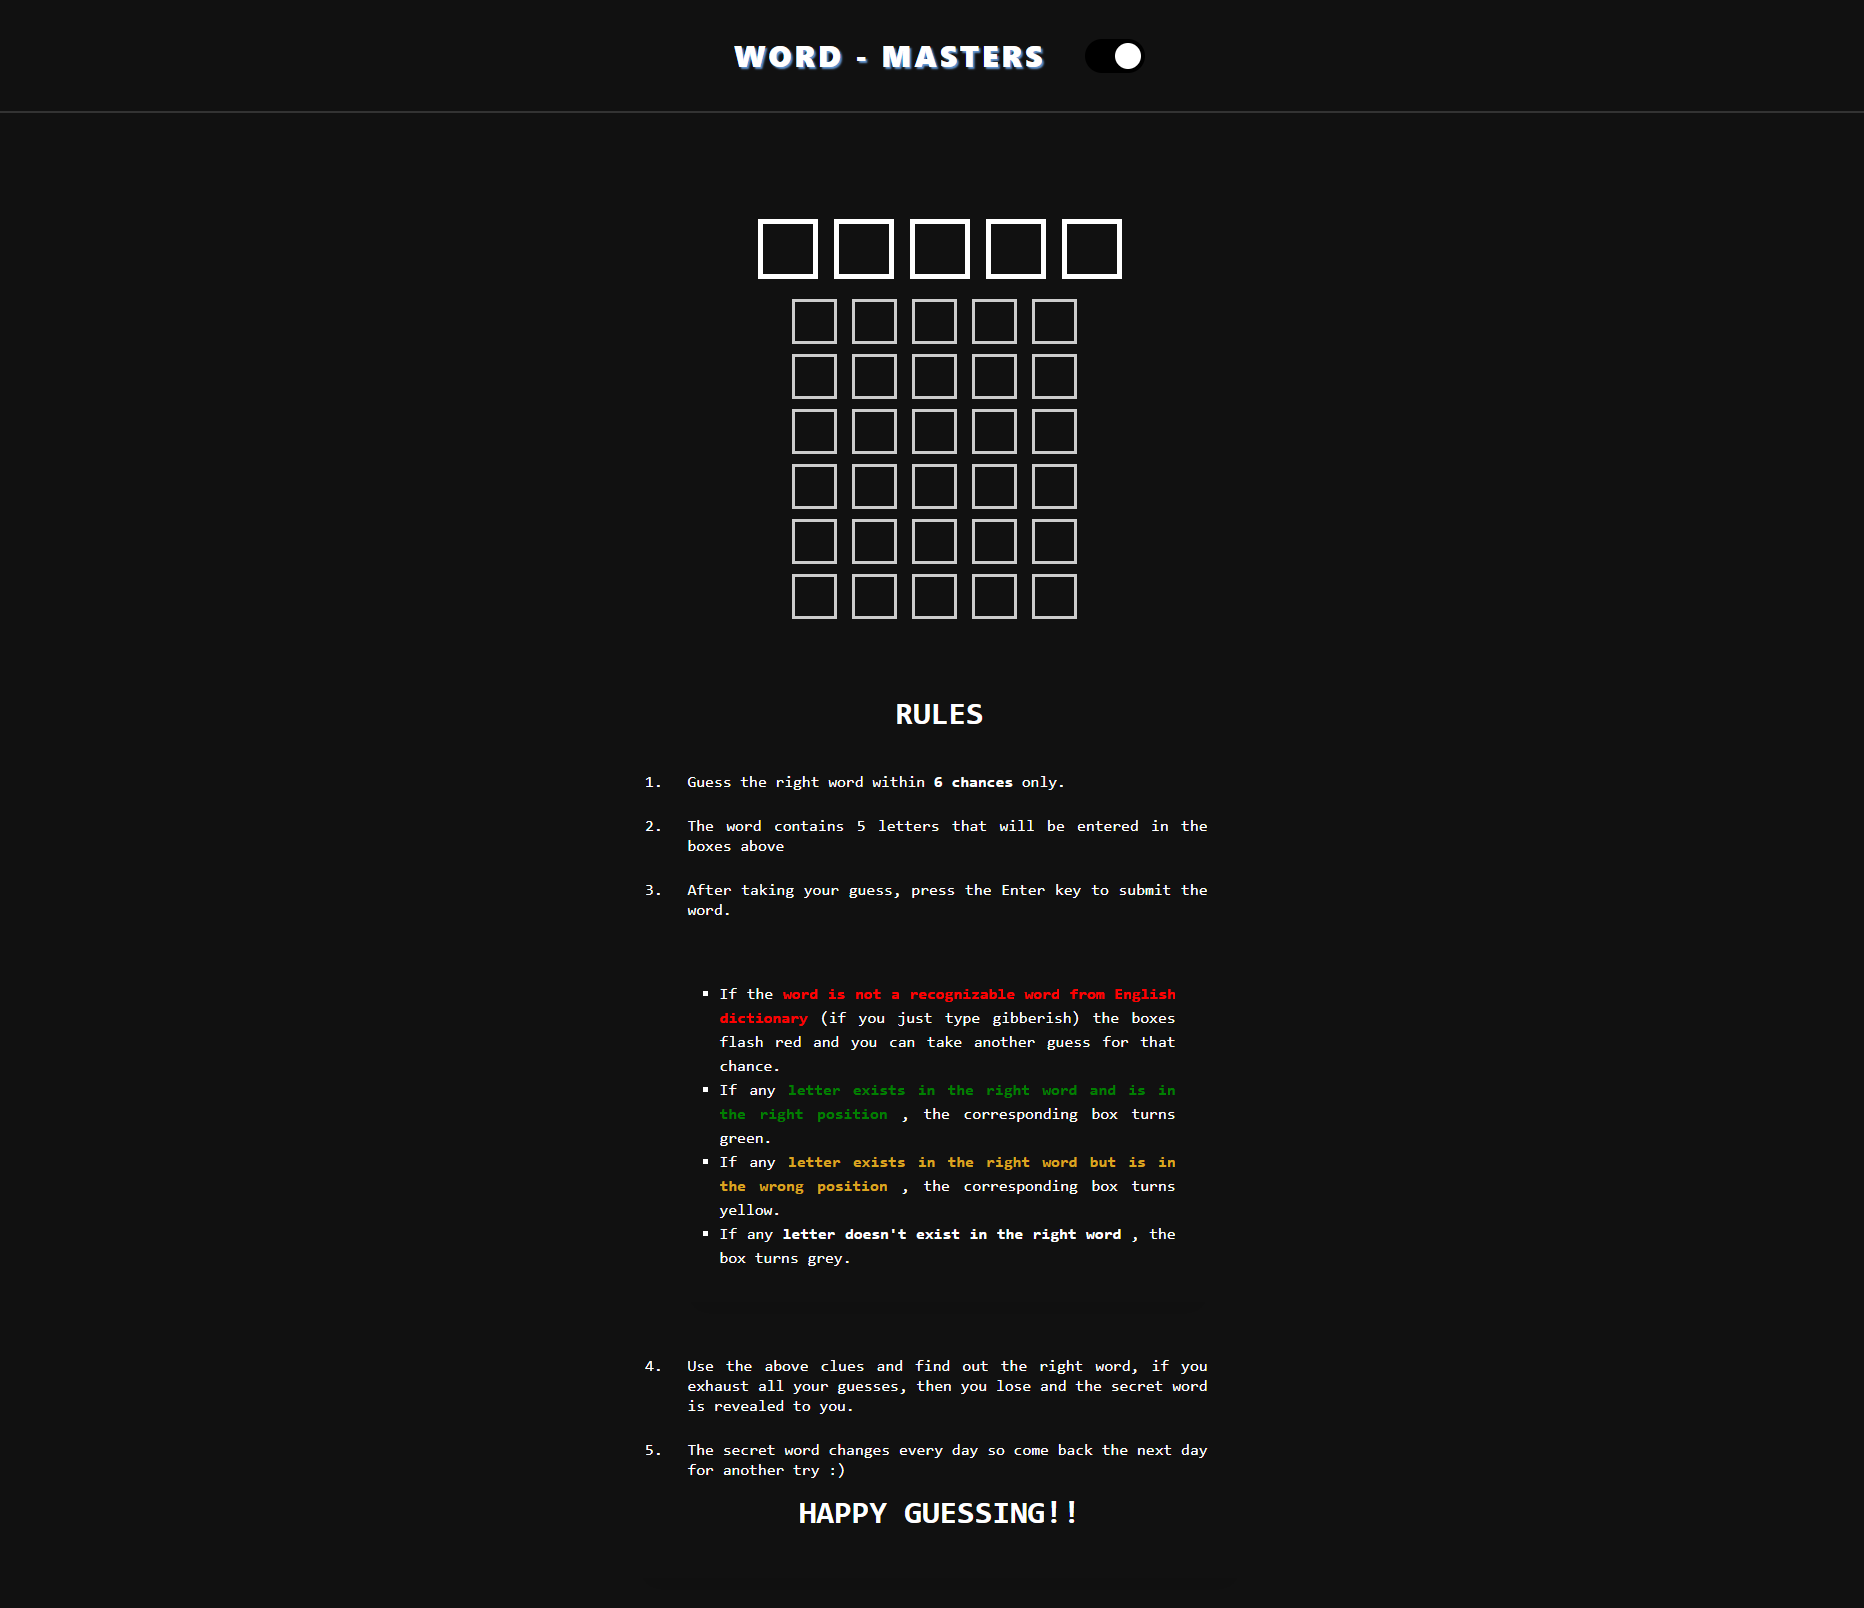 WORD - MASTERS
RULES
1. Guess the right word within 6 chances only.
2. The word contains 5 letters that will be entered in the
boxes above
3. After taking your guess, press the Enter key to submit the
word.
If the word is not a recognizable word from English
dictionary (if you just type gibberish) the boxes
flash red and you can take another guess for that
chance.
If any letter exists in the right word and is in
the right position , the corresponding box turns
green.
If any letter exists in the right word but is in
the wrong position , the corresponding box turns
yellow.
If any letter doesn't exist in the right word , the
box turns grey.
4. Use the above clues and find out the right word, if you
exhaust all your guesses, then you lose and the secret word
is revealed to you.
5. The secret word changes every day so come back the next day
for another try :)
HAPPY GUESSING!!